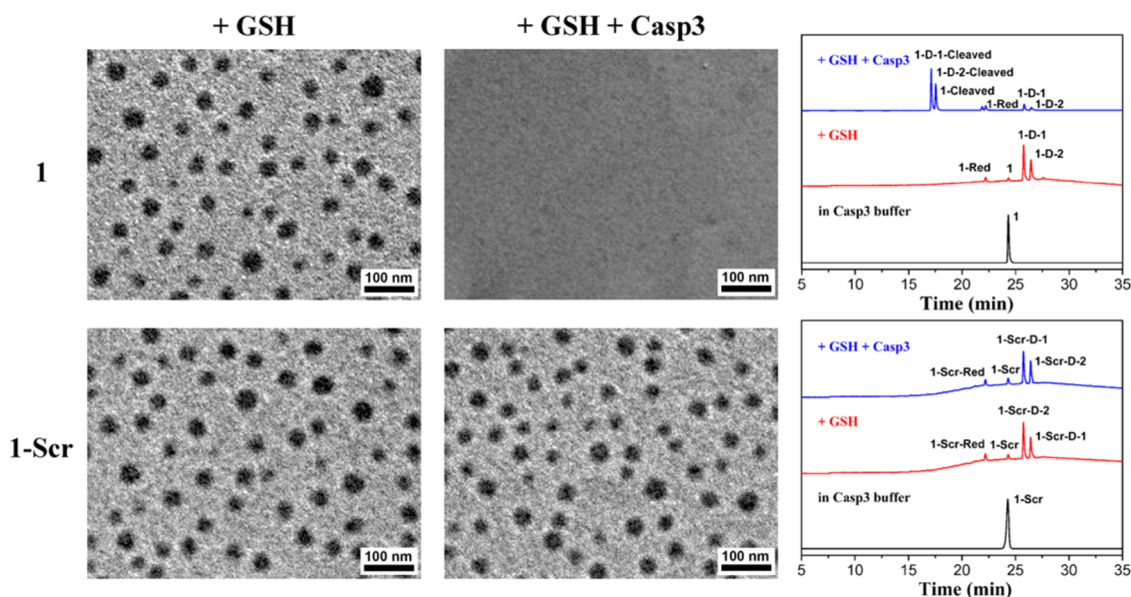 + GSH
+ GSH + Casp3
1
100 nm
100 nm
+ GSH + Casp3
1-D-1-Cleaved
1-D-2-Cleaved
1-Cleaved
1-Red
1-D-1
1-D-2
+ GSH
1-Red
1
1-D-1
1-D-2
in Casp3 buffer
1
5 10 15 20 25 30 35
Time (min)
1-Scr
100 nm
100 nm
+ GSH + Casp3
1-Scr-D-1
1-Scr-Red
1-Scr
1-Scr-D-2
+ GSH
1-Scr-D-2
1-Scr-Red
1-Scr
1-Scr-D-1
in Casp3 buffer
1-Scr
5 10 15 20 25 30 35
Time (min)